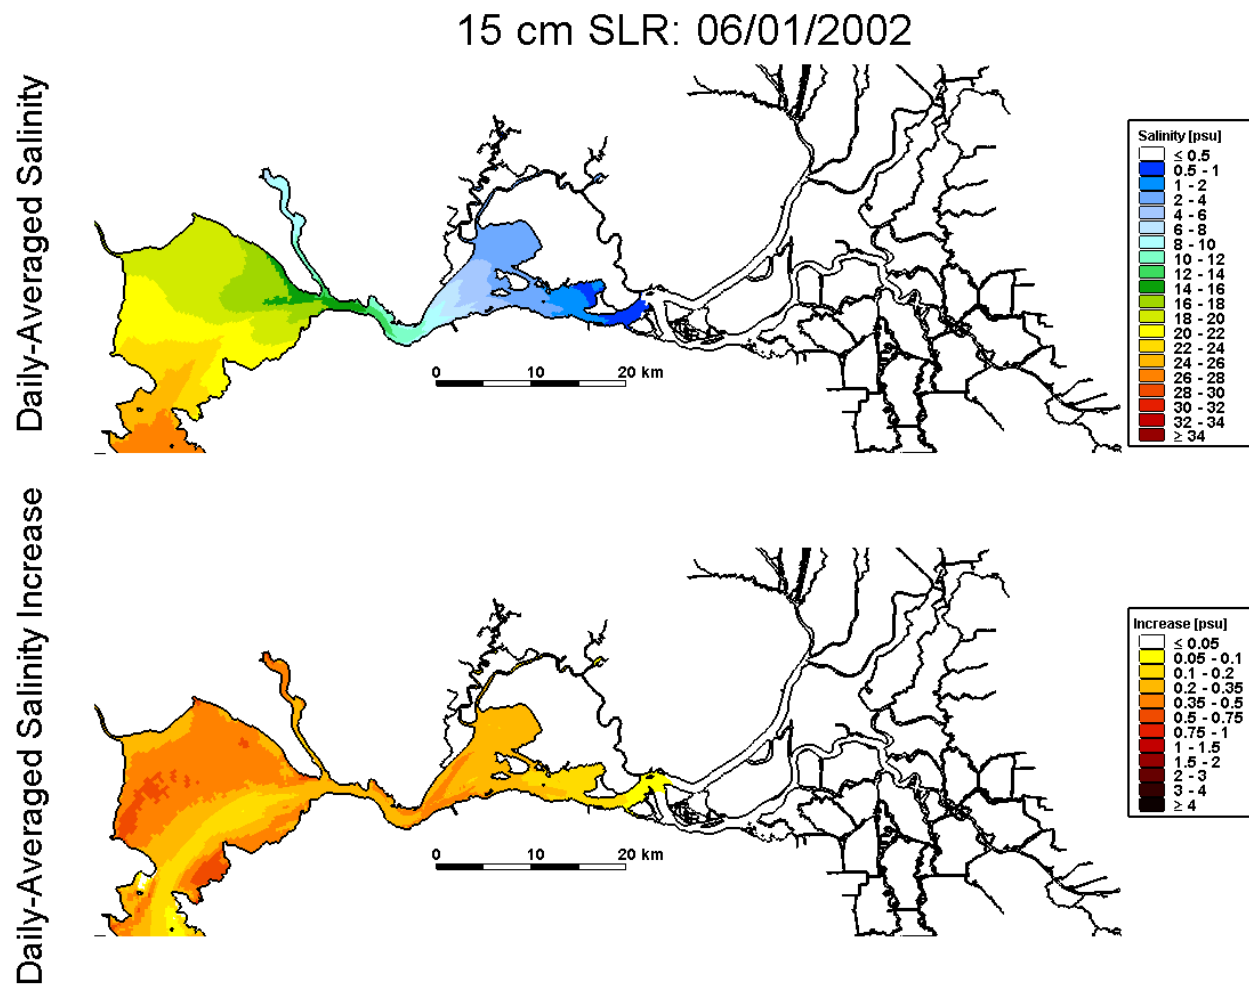 15 cm SLR: 06/01/2002
Daily-Averaged Salinity
Salinity [psu]
≤ 0.5
0.5 - 1
1 - 2
2 - 4
4 - 6
6 - 8
8 - 10
10 - 12
12 - 14
14 - 16
16 - 18
18 - 20
20 - 22
22 - 24
24 - 26
26 - 28
28 - 30
30 - 32
32 - 34
≥ 34
0 10 20 km
Daily-Averaged Salinity Increase
Increase [psu]
≤ 0.05
0.05 - 0.1
0.1 - 0.2
0.2 - 0.35
0.35 - 0.5
0.5 - 0.75
0.75 - 1
1 - 1.5
1.5 - 2
2 - 3
3 - 4
≥ 4
0 10 20 km